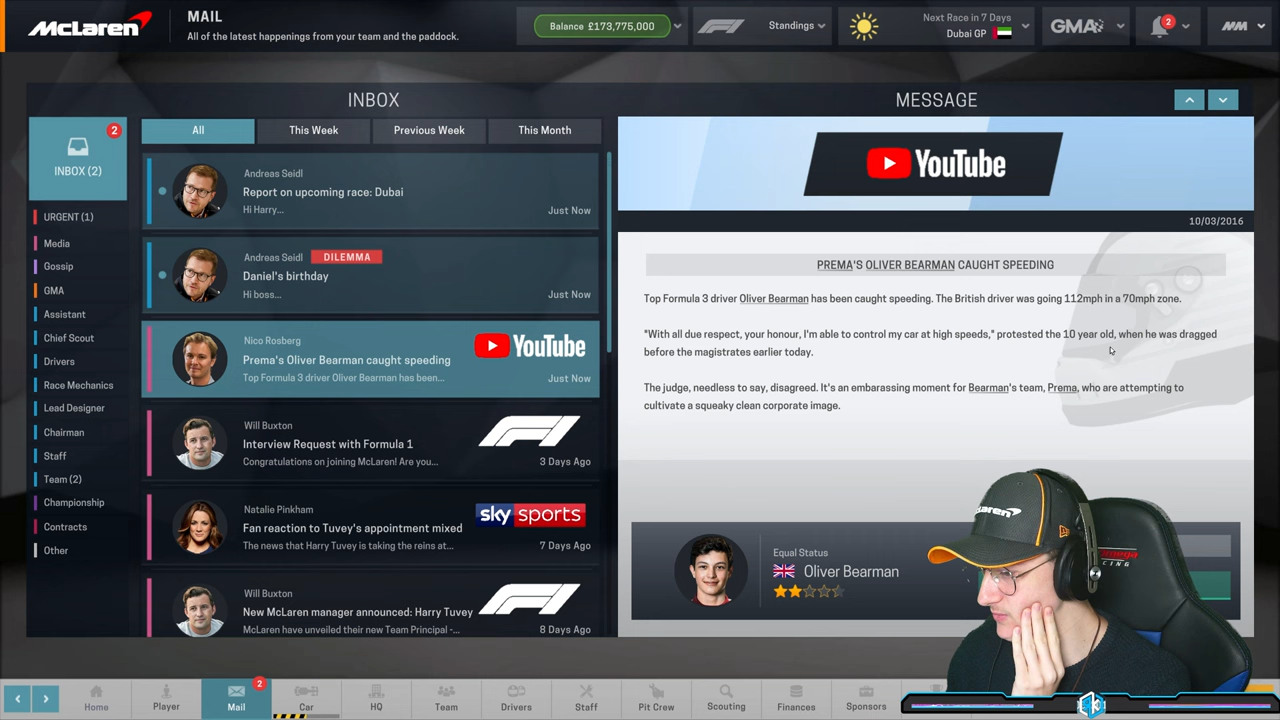 McLaren
MAIL
All of the latest happenings from your team and the paddock.
Balance £173,775,000
Standings
Next Race in 7 Days
Dubai GP
GMA
2
INBOX
MESSAGE
2
INBOX (2)
All
This Week
Previous Week
This Month
URGENT (1)
Media
Gossip
GMA
Assistant
Chief Scout
Drivers
Race Mechanics
Lead Designer
Chairman
Staff
Team (2)
Championship
Contracts
Other
Andreas Seidl
Report on upcoming race: Dubai
Hi Harry...
Just Now
Andreas Seidl
DILEMMA
Daniel's birthday
Hi boss...
Just Now
Nico Rosberg
YouTube
Prema's Oliver Bearman caught speeding
Top Formula 3 driver Oliver Bearman has been...
Just Now
Will Buxton
Interview Request with Formula 1
Congratulations on joining McLaren! Are you...
3 Days Ago
Natalie Pinkham
sky sports
Fan reaction to Tuvey's appointment mixed
The news that Harry Tuvey is taking the reins at...
7 Days Ago
Will Buxton
New McLaren manager announced: Harry Tuvey
McLaren have unveiled their new Team Principal -...
8 Days Ago
YouTube
10/03/2016
PREMA'S OLIVER BEARMAN CAUGHT SPEEDING
Top Formula 3 driver Oliver Bearman has been caught speeding. The British driver was going 112mph in a 70mph zone.
"With all due respect, your honour, I'm able to control my car at high speeds," protested the 10 year old, when he was dragged
before the magistrates earlier today.
The judge, needless to say, disagreed. It's an embarassing moment for Bearman's team, Prema, who are attempting to
cultivate a squeaky clean corporate image.
Equal Status
Oliver Bearman
McLaren
Home
Player
2
Mail
Car
HQ
Team
Drivers
Staff
Pit Crew
Scouting
Finances
Sponsors